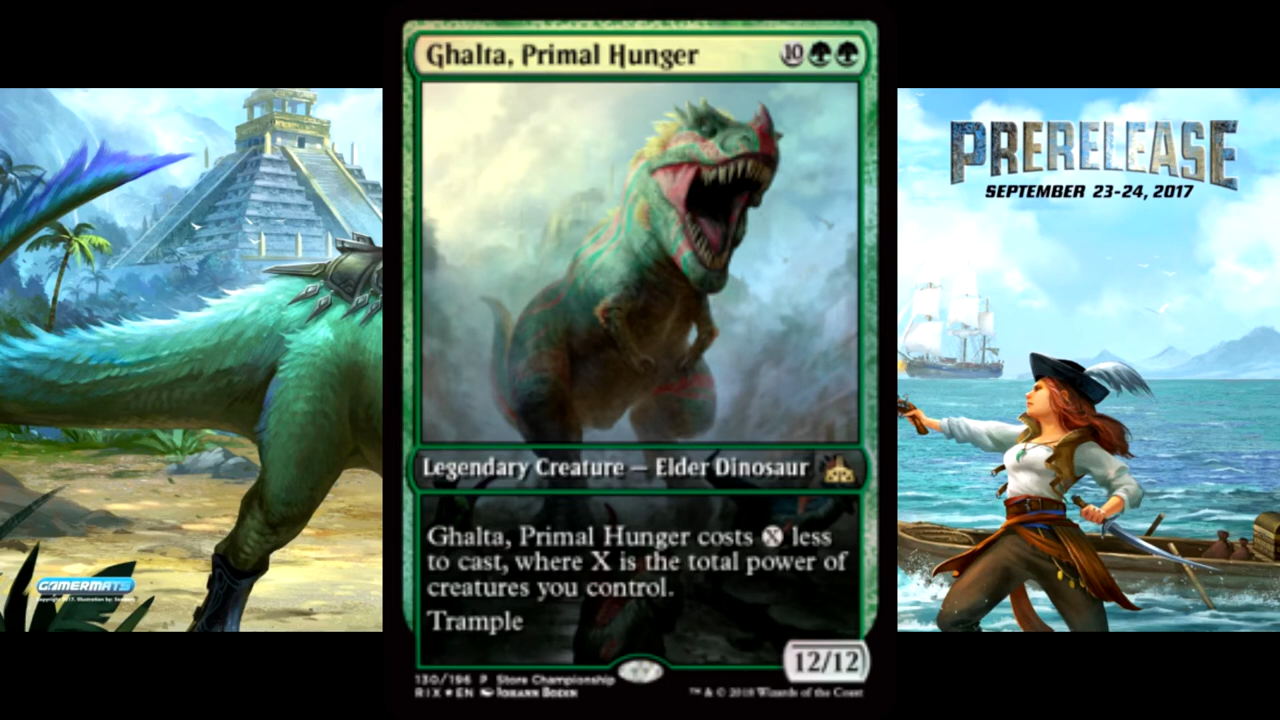 Ghalta, Primal Hunger 10
PRERELEASE
SEPTEMBER 23-24, 2017
Legendary Creature — Elder Dinosaur
Ghalta, Primal Hunger costs X less
to cast, where X is the total power of
creatures you control.
Trample
12/12
130/196 P Store Championship
RIX ★ EN Johann Bodin
™ & © 2018 Wizards of the Coast
GAMERMATS